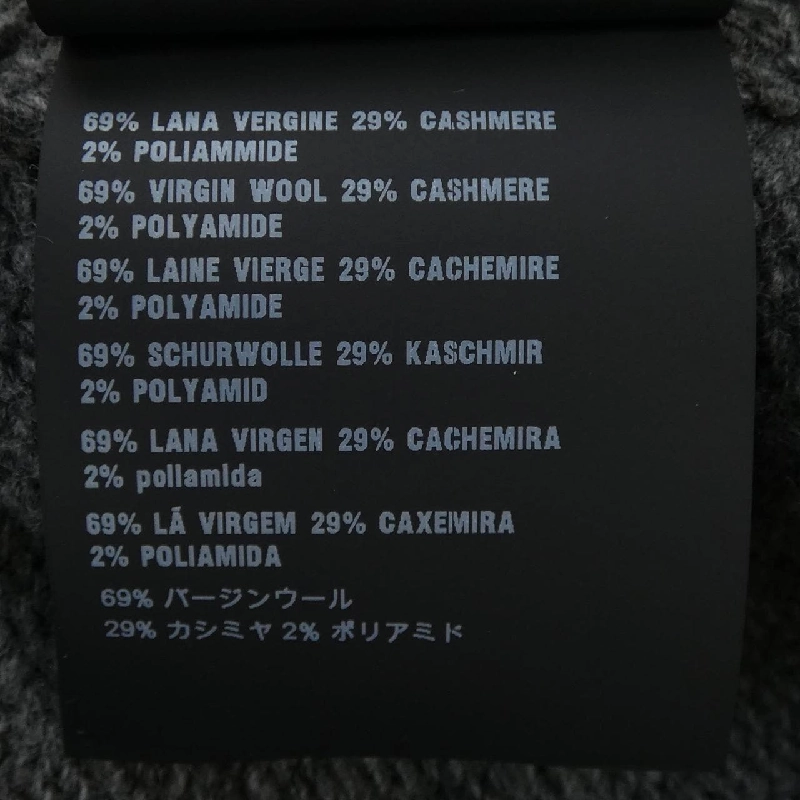 69% LANA VERGINE 29% CASHMERE
2% POLIAMMIDE
69% VIRGIN WOOL 29% CASHMERE
2% POLYAMIDE
69% LAINE VIERGE 29% CACHEMIRE
2% POLYAMIDE
69% SCHURWOLLE 29% KASCHMIR
2% POLYAMID
69% LANA VIRGEN 29% CACHEMIRA
2% poliamida
69% LÃ VIRGEM 29% CAXEMIRA
2% POLIAMIDA
69% バージンウール
29% カシミヤ 2% ポリアミド